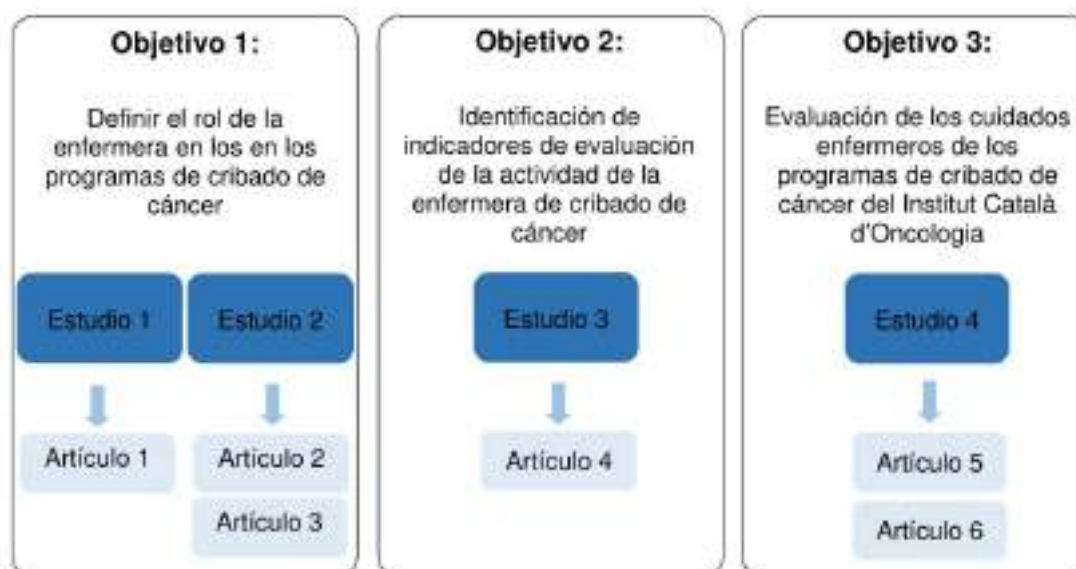 Objetivo 1:
Definir el rol de la
enfermera en los en los
programas de cribado de
cáncer
Estudio 1
Estudio 2
Artículo 1
Artículo 2
Artículo 3
Objetivo 2:
Identificación de
indicadores de evaluación
de la actividad de la
enfermera de cribado de
cáncer
Estudio 3
Artículo 4
Objetivo 3:
Evaluación de los cuidados
enfermeros de los
programas de cribado de
cáncer del Institut Català
d'Oncologia
Estudio 4
Artículo 5
Artículo 6